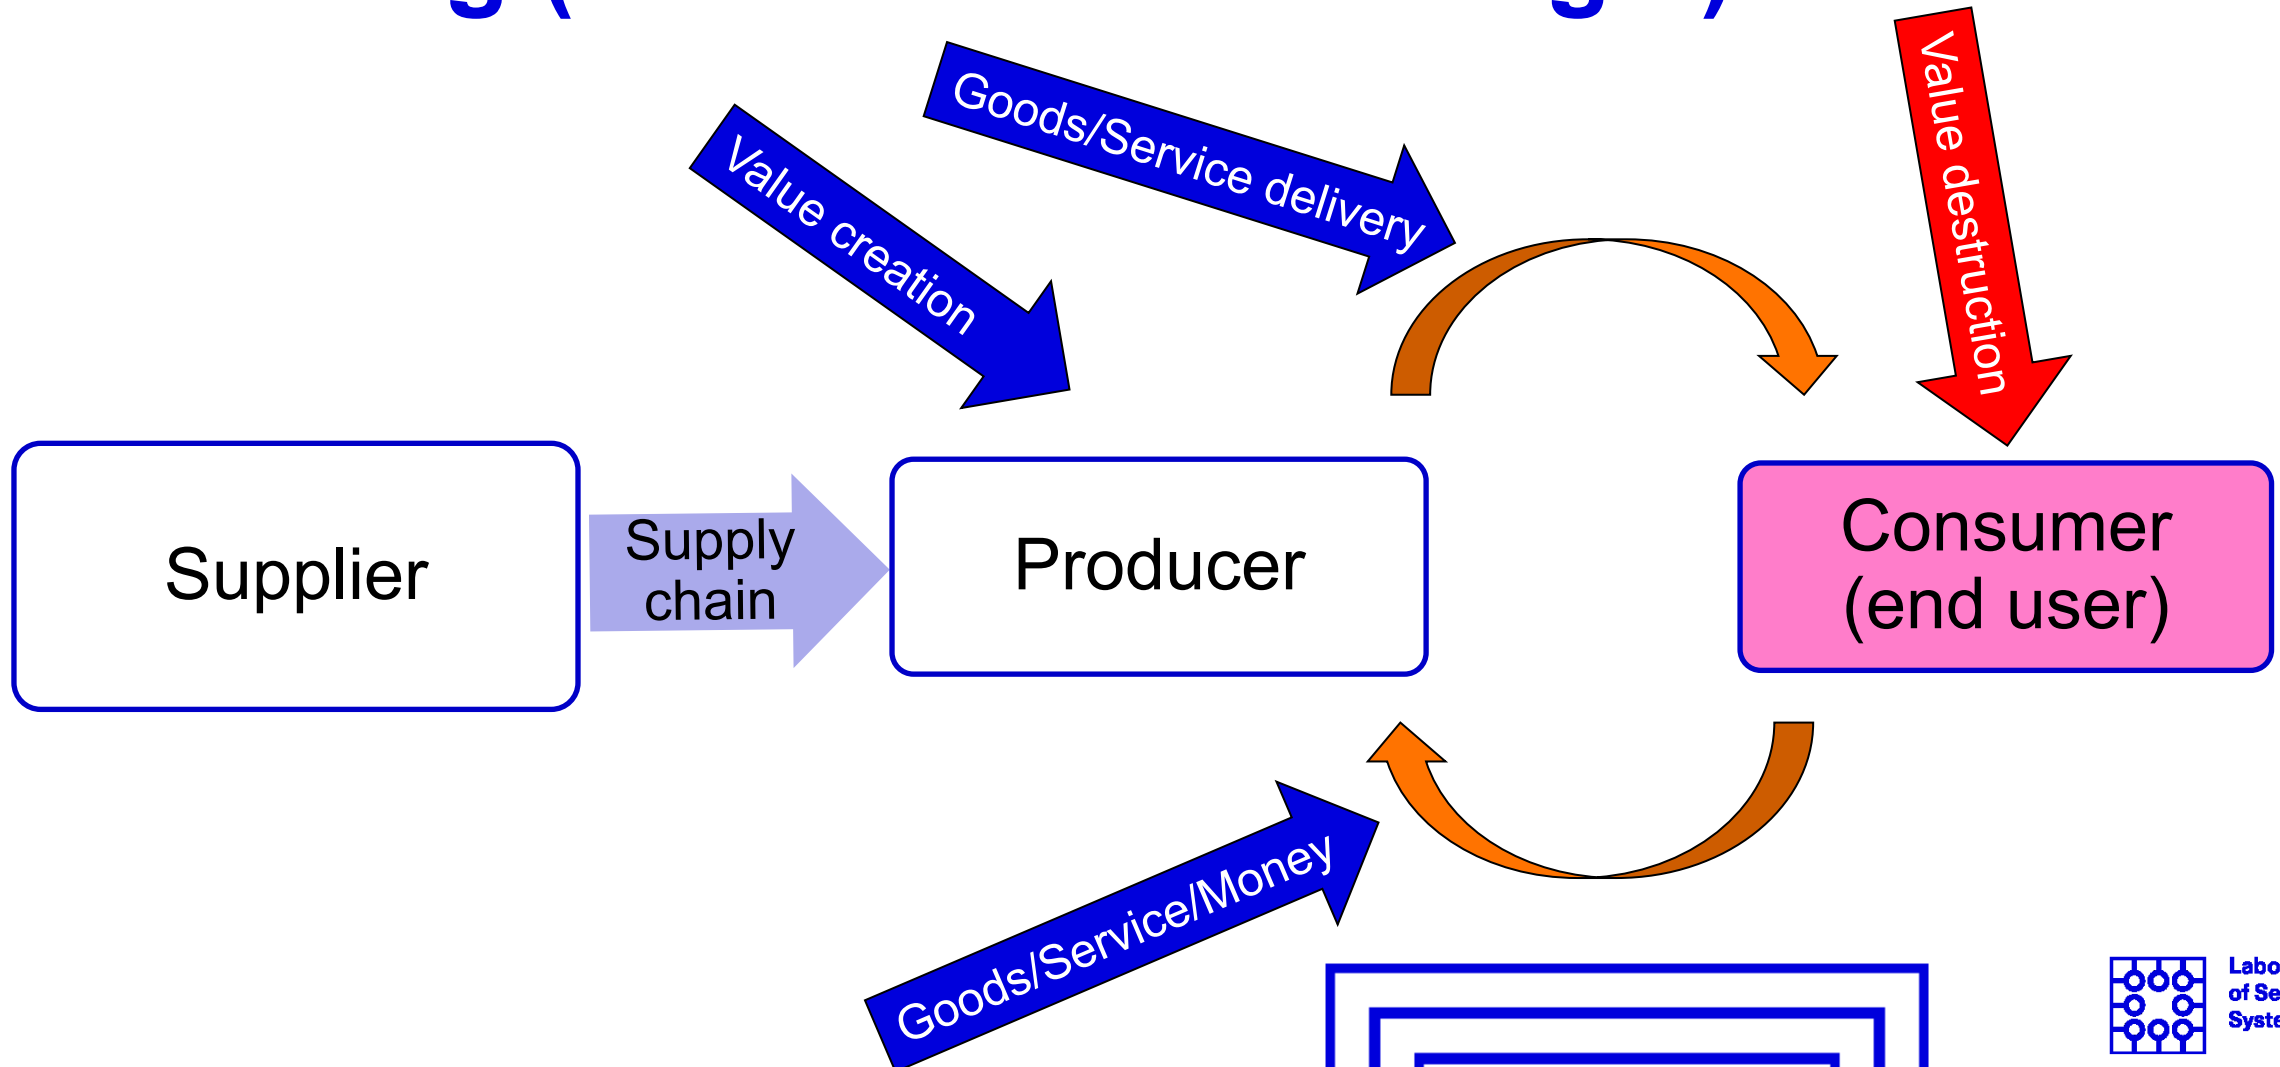 Goods/Service delivery
Value creation
Value destruction
Supplier
Supply
chain
Producer
Consumer
(end user)
Goods/Service/Money